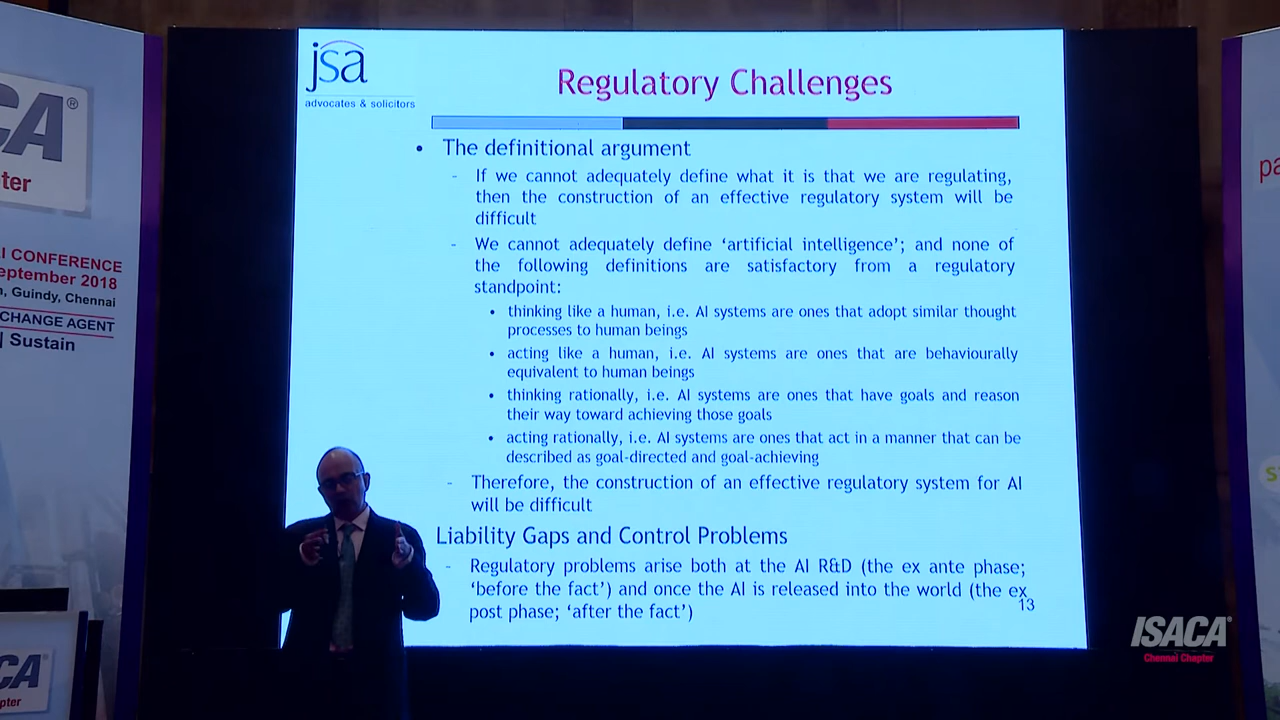 jsa
advocates & solicitors
Regulatory Challenges
• The definitional argument
- If we cannot adequately define what it is that we are regulating,
then the construction of an effective regulatory system will be
difficult
- We cannot adequately define ‘artificial intelligence’; and none of
the following definitions are satisfactory from a regulatory
standpoint:
• thinking like a human, i.e. AI systems are ones that adopt similar thought
processes to human beings
• acting like a human, i.e. AI systems are ones that are behaviourally
equivalent to human beings
• thinking rationally, i.e. AI systems are ones that have goals and reason
their way toward achieving those goals
• acting rationally, i.e. AI systems are ones that act in a manner that can be
described as goal-directed and goal-achieving
- Therefore, the construction of an effective regulatory system for AI
will be difficult
Liability Gaps and Control Problems
- Regulatory problems arise both at the AI R&D (the ex ante phase;
‘before the fact’) and once the AI is released into the world (the ex
post phase; ‘after the fact’)
13
CA®
ter
AI CONFERENCE
eptember 2018
, Guindy, Chennai
CHANGE AGENT
| Sustain
CA
pter
pa
s
ISACA®
Chennai Chapter